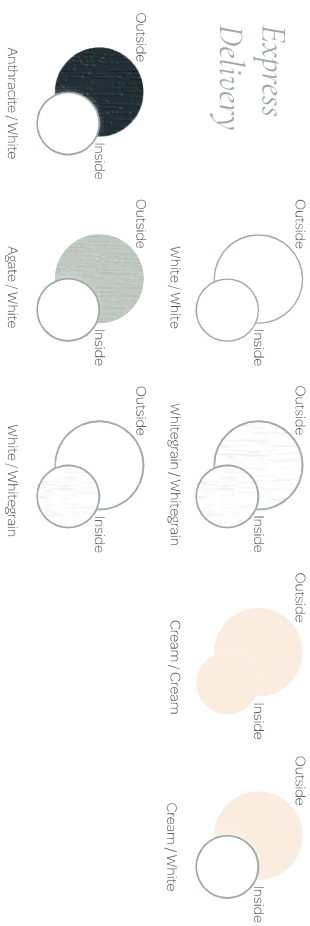 Express
Delivery
Outside
Inside
White / White
Outside
Inside
Whitegrain / Whitegrain
Outside
Inside
Cream / Cream
Outside
Inside
Cream / White
Outside
Inside
Anthracite / White
Outside
Inside
Agate / White
Outside
Inside
White / Whitegrain